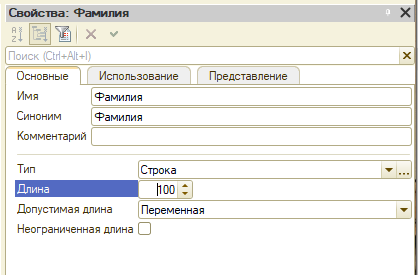 Свойства: Фамилия
Поиск (Ctrl+Alt+I)
Основные Использование Представление
Имя Фамилия
Синоним Фамилия
Комментарий
Тип Строка ...
Длина 100
Допустимая длина Переменная
Неограниченная длина